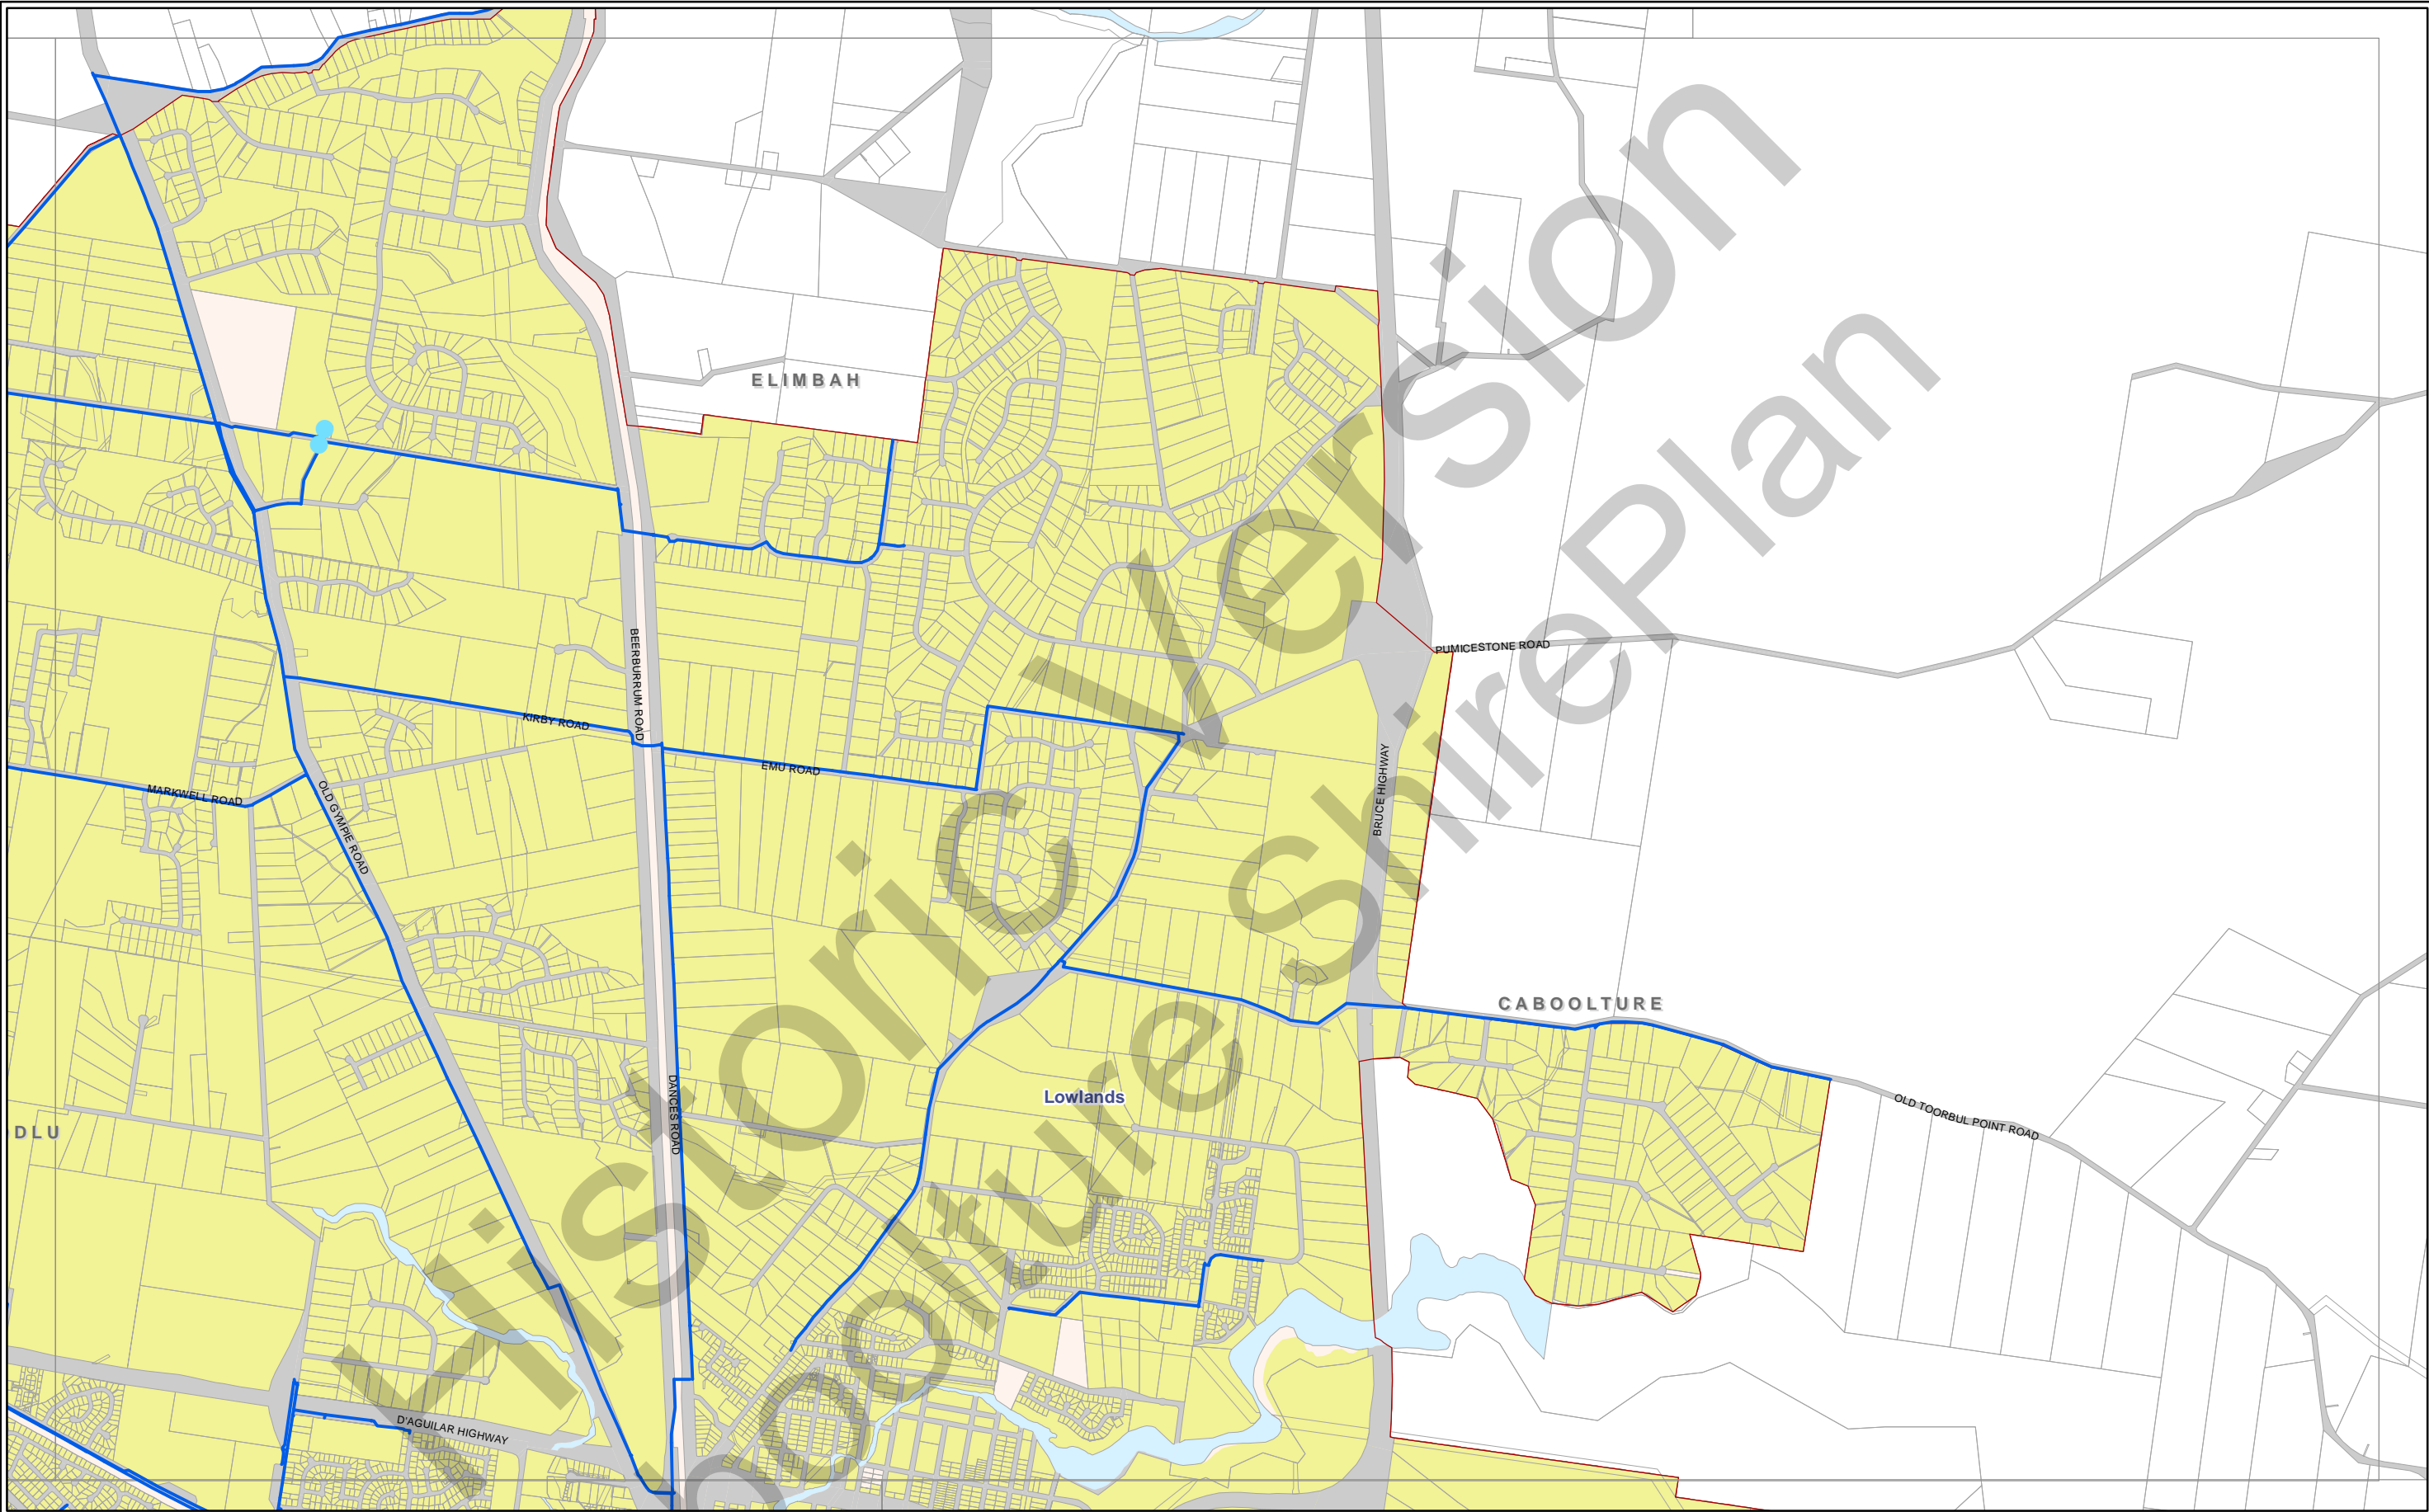 ELIMBAH
PUMICESTONE ROAD
BEERBURRUM ROAD
KIRBY ROAD
EMU ROAD
MARKWELL ROAD
OLD GYMPIE ROAD
BRUCE HIGHWAY
CABOOLTURE
DANCES ROAD
Lowlands
OLD TOORBUL POINT ROAD
DLU
D'AGUILAR HIGHWAY
Historic Version
boolture ShirePlan